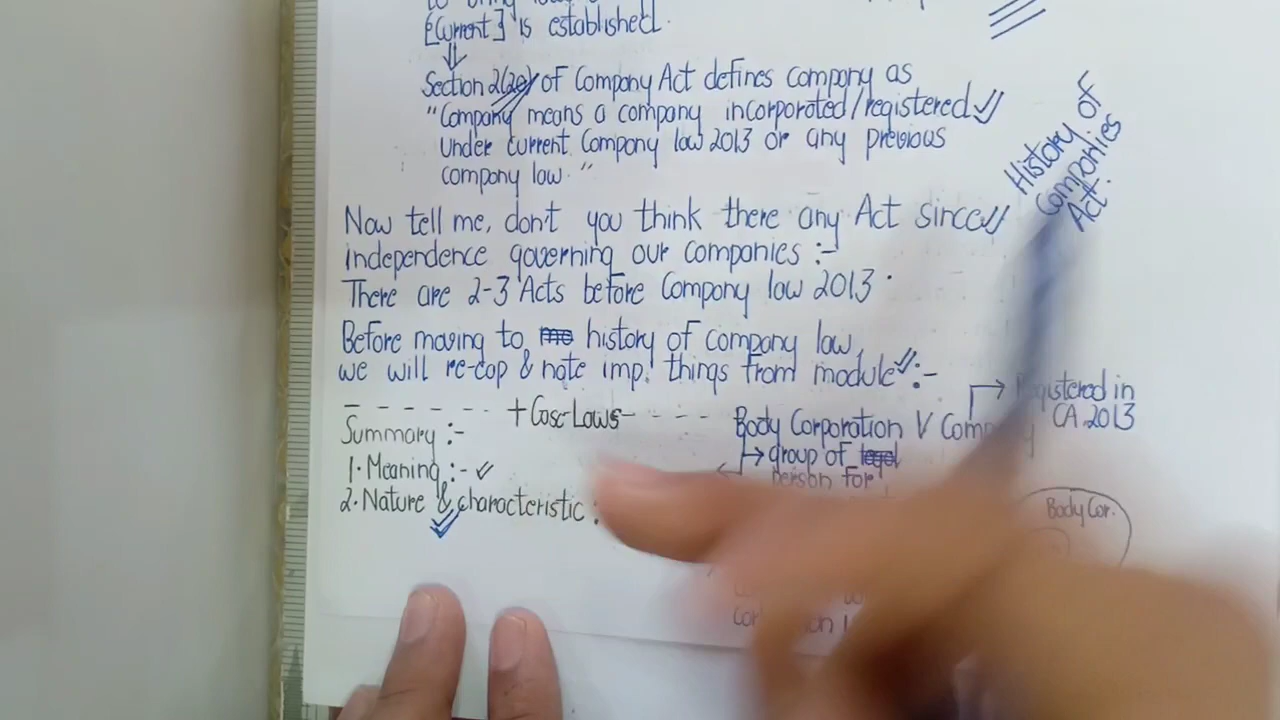 [Current] is established.
Section 2(20) of Company Act defines company as
"Company means a company incorporated/registered
under current Company law 2013 or any previous
company law."
History of
Companies
Act.
Now tell me, don't you think there any Act since
independence governing our companies :-
There are 2-3 Acts before Company law 2013.
Before moving to history of company law,
we will re-cap & note imp. things from module :-
+ Case-Laws
Summary :-
1. Meaning :-
2. Nature & characteristic :
Body Corporation V Company
Registered in
CA 2013
group of legal
person for
Body Cor.